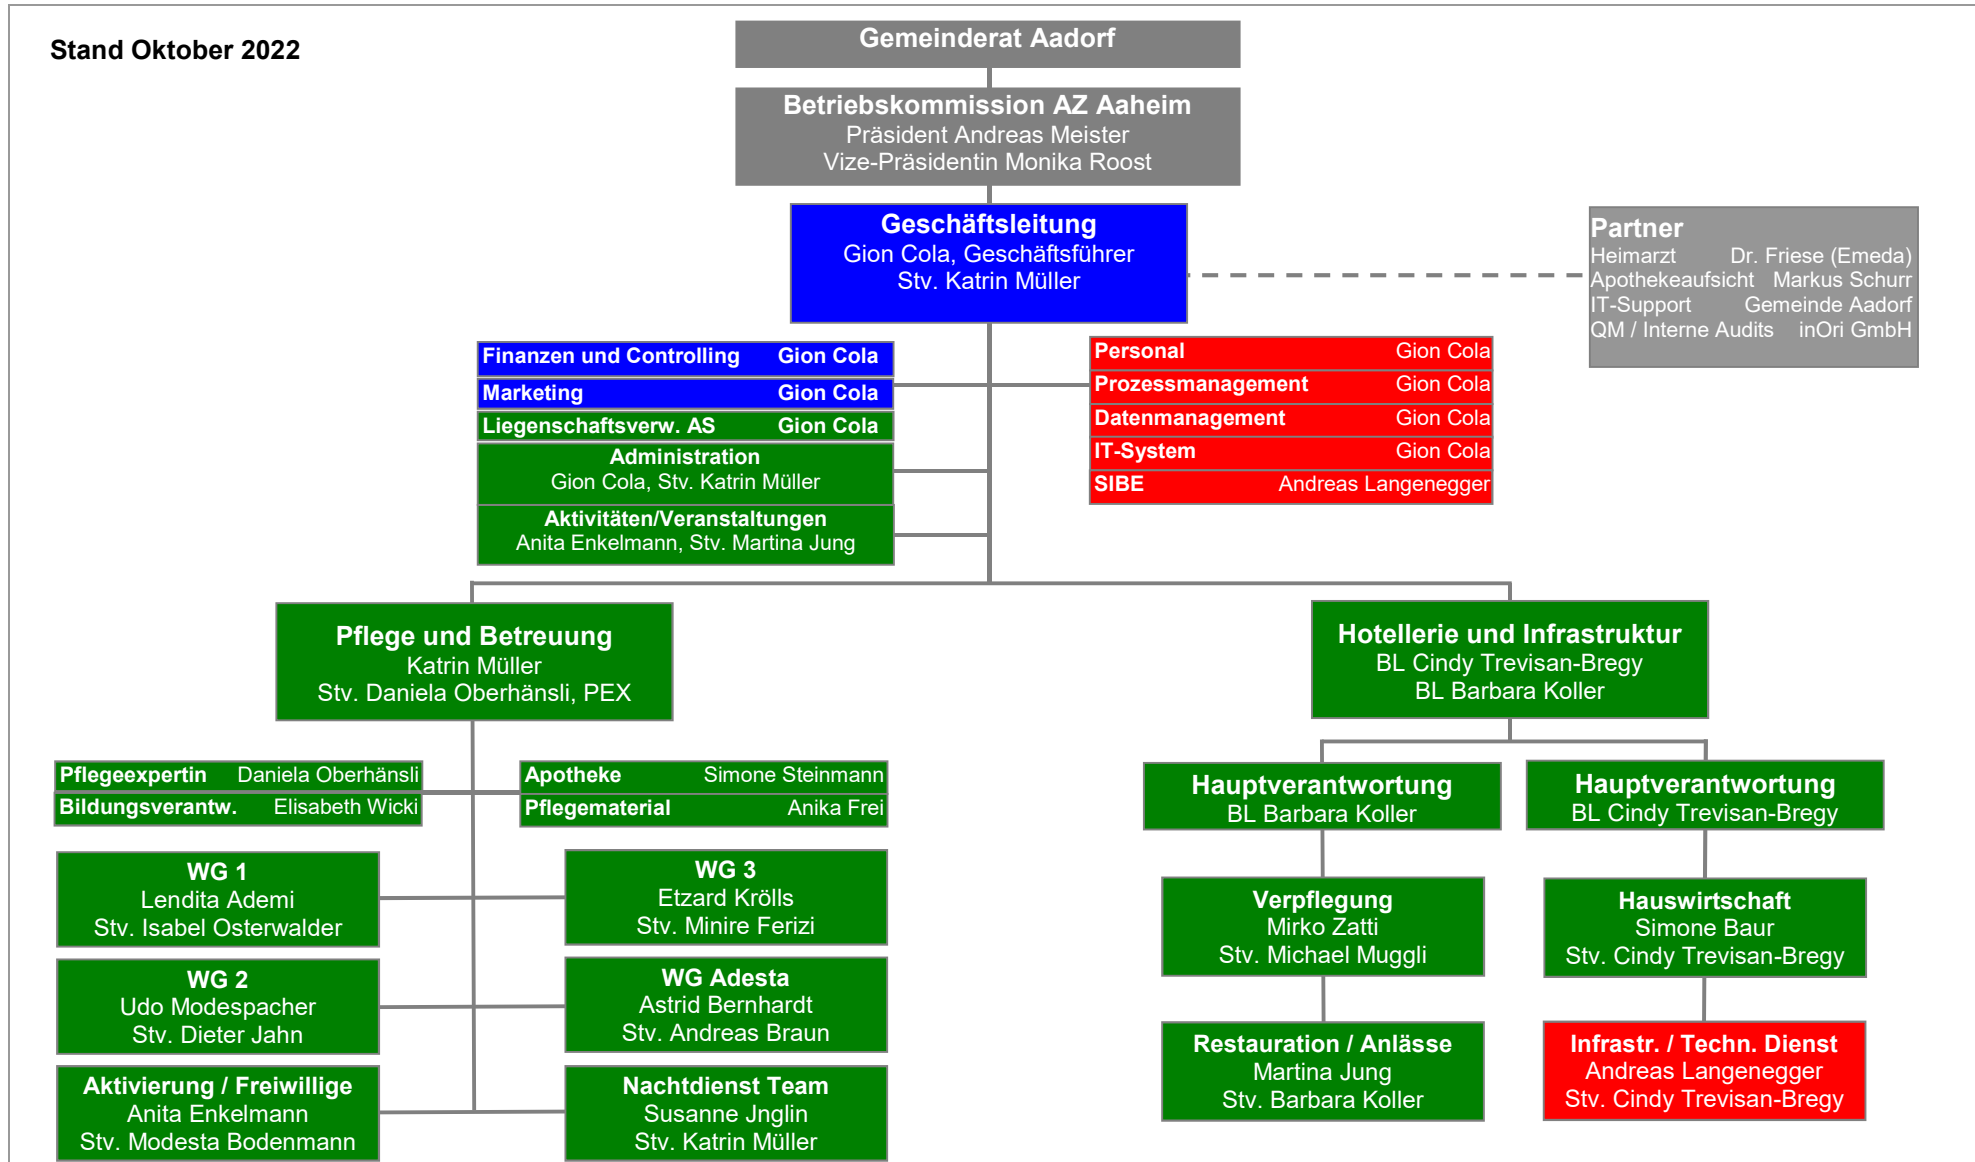 Stand Oktober 2022
Gemeinderat Aadorf
Betriebskommission AZ Aaheim
Präsident Andreas Meister
Vize-Präsidentin Monika Roost
Geschäftsleitung
Gion Cola, Geschäftsführer
Stv. Katrin Müller
Partner
Heimarzt Dr. Friese (Emeda)
Apothekeaufsicht Markus Schurr
IT-Support Gemeinde Aadorf
QM / Interne Audits inOri GmbH
Finanzen und Controlling Gion Cola
Marketing Gion Cola
Liegenschaftsverw. AS Gion Cola
Administration
Gion Cola, Stv. Katrin Müller
Aktivitäten/Veranstaltungen
Anita Enkelmann, Stv. Martina Jung
Personal Gion Cola
Prozessmanagement Gion Cola
Datenmanagement Gion Cola
IT-System Gion Cola
SIBE Andreas Langenegger
Pflege und Betreuung
Katrin Müller
Stv. Daniela Oberhänsli, PEX
Hotellerie und Infrastruktur
BL Cindy Trevisan-Bregy
BL Barbara Koller
Pflegeexpertin Daniela Oberhänsli
Bildungsverantw. Elisabeth Wicki
Apotheke Simone Steinmann
Pflegematerial Anika Frei
WG 1
Lendita Ademi
Stv. Isabel Osterwalder
WG 3
Etzard Krölls
Stv. Minire Ferizi
WG 2
Udo Modespacher
Stv. Dieter Jahn
WG Adesta
Astrid Bernhardt
Stv. Andreas Braun
Aktivierung / Freiwillige
Anita Enkelmann
Stv. Modesta Bodenmann
Nachtdienst Team
Susanne Jnglin
Stv. Katrin Müller
Hauptverantwortung
BL Barbara Koller
Hauptverantwortung
BL Cindy Trevisan-Bregy
Verpflegung
Mirko Zatti
Stv. Michael Muggli
Hauswirtschaft
Simone Baur
Stv. Cindy Trevisan-Bregy
Restauration / Anlässe
Martina Jung
Stv. Barbara Koller
Infrastr. / Techn. Dienst
Andreas Langenegger
Stv. Cindy Trevisan-Bregy